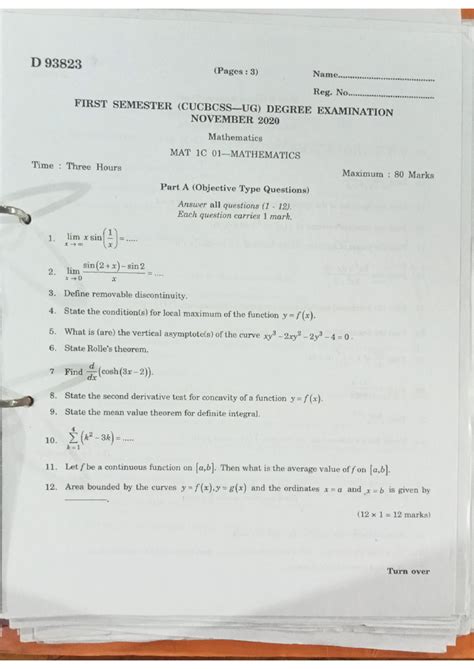 D 93823
(Pages : 3)
Name..........................................
Reg. No......................................
FIRST SEMESTER (CUCBCSS—UG) DEGREE EXAMINATION
NOVEMBER 2020
Mathematics
MAT 1C 01—MATHEMATICS
Time : Three Hours
Maximum : 80 Marks
Part A (Objective Type Questions)
Answer all questions (1 - 12).
Each question carries 1 mark.
1. lim x→∞ x sin(1/x) = .....
2. lim x→0 (sin(2 + x) − sin 2)/x = ....
3. Define removable discontinuity.
4. State the condition(s) for local maximum of the function y = f(x).
5. What is (are) the vertical asymptote(s) of the curve xy³ − 2xy² − 2y³ − 4 = 0 .
6. State Rolle's theorem.
7 Find d/dx (cosh(3x − 2)).
8. State the second derivative test for concavity of a function y = f(x).
9. State the mean value theorem for definite integral.
10. 4 ∑ k=1 (k² − 3k) = .....
11. Let f be a continuous function on [a,b]. Then what is the average value of f on [a,b].
12. Area bounded by the curves y = f(x), y = g(x) and the ordinates x = a and x = b is given by
__________.
(12 × 1 = 12 marks)
Turn over